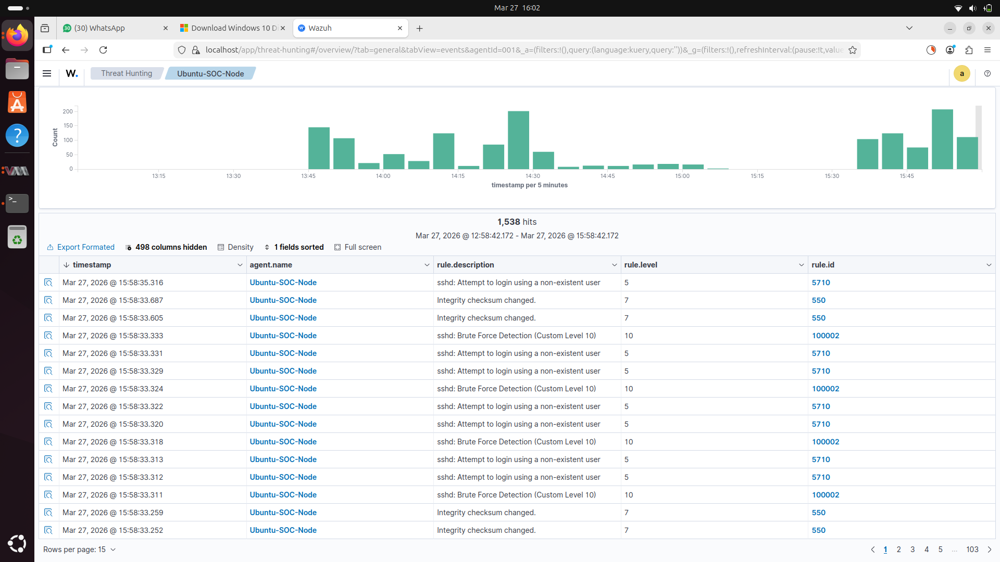 Mar 27 16:02
(30) WhatsApp
Download Windows 10 D
Wazuh
localhost/app/threat-hunting#/overview/?tab=general&tabView=events&agentId=001&_a=(filters:!(),query:(language:kuery,query:''))&_g=(filters:!(),refreshInterval:(pause:!t,value
W.
Threat Hunting
Ubuntu-SOC-Node
a
Count
200
150
100
50
0
13:15 13:30 13:45 14:00 14:15 14:30 14:45 15:00 15:15 15:30 15:45
timestamp per 5 minutes
1,538 hits
Mar 27, 2026 @ 12:58:42.172 - Mar 27, 2026 @ 15:58:42.172
Export Formated 498 columns hidden Density 1 fields sorted Full screen
timestamp agent.name rule.description rule.level rule.id
Mar 27, 2026 @ 15:58:35.316 Ubuntu-SOC-Node sshd: Attempt to login using a non-existent user 5 5710
Mar 27, 2026 @ 15:58:33.687 Ubuntu-SOC-Node Integrity checksum changed. 7 550
Mar 27, 2026 @ 15:58:33.605 Ubuntu-SOC-Node Integrity checksum changed. 7 550
Mar 27, 2026 @ 15:58:33.333 Ubuntu-SOC-Node sshd: Brute Force Detection (Custom Level 10) 10 100002
Mar 27, 2026 @ 15:58:33.331 Ubuntu-SOC-Node sshd: Attempt to login using a non-existent user 5 5710
Mar 27, 2026 @ 15:58:33.329 Ubuntu-SOC-Node sshd: Attempt to login using a non-existent user 5 5710
Mar 27, 2026 @ 15:58:33.324 Ubuntu-SOC-Node sshd: Brute Force Detection (Custom Level 10) 10 100002
Mar 27, 2026 @ 15:58:33.322 Ubuntu-SOC-Node sshd: Attempt to login using a non-existent user 5 5710
Mar 27, 2026 @ 15:58:33.320 Ubuntu-SOC-Node sshd: Attempt to login using a non-existent user 5 5710
Mar 27, 2026 @ 15:58:33.318 Ubuntu-SOC-Node sshd: Brute Force Detection (Custom Level 10) 10 100002
Mar 27, 2026 @ 15:58:33.313 Ubuntu-SOC-Node sshd: Attempt to login using a non-existent user 5 5710
Mar 27, 2026 @ 15:58:33.312 Ubuntu-SOC-Node sshd: Attempt to login using a non-existent user 5 5710
Mar 27, 2026 @ 15:58:33.311 Ubuntu-SOC-Node sshd: Brute Force Detection (Custom Level 10) 10 100002
Mar 27, 2026 @ 15:58:33.259 Ubuntu-SOC-Node Integrity checksum changed. 7 550
Mar 27, 2026 @ 15:58:33.252 Ubuntu-SOC-Node Integrity checksum changed. 7 550
Rows per page: 15 1 2 3 4 5 ... 103